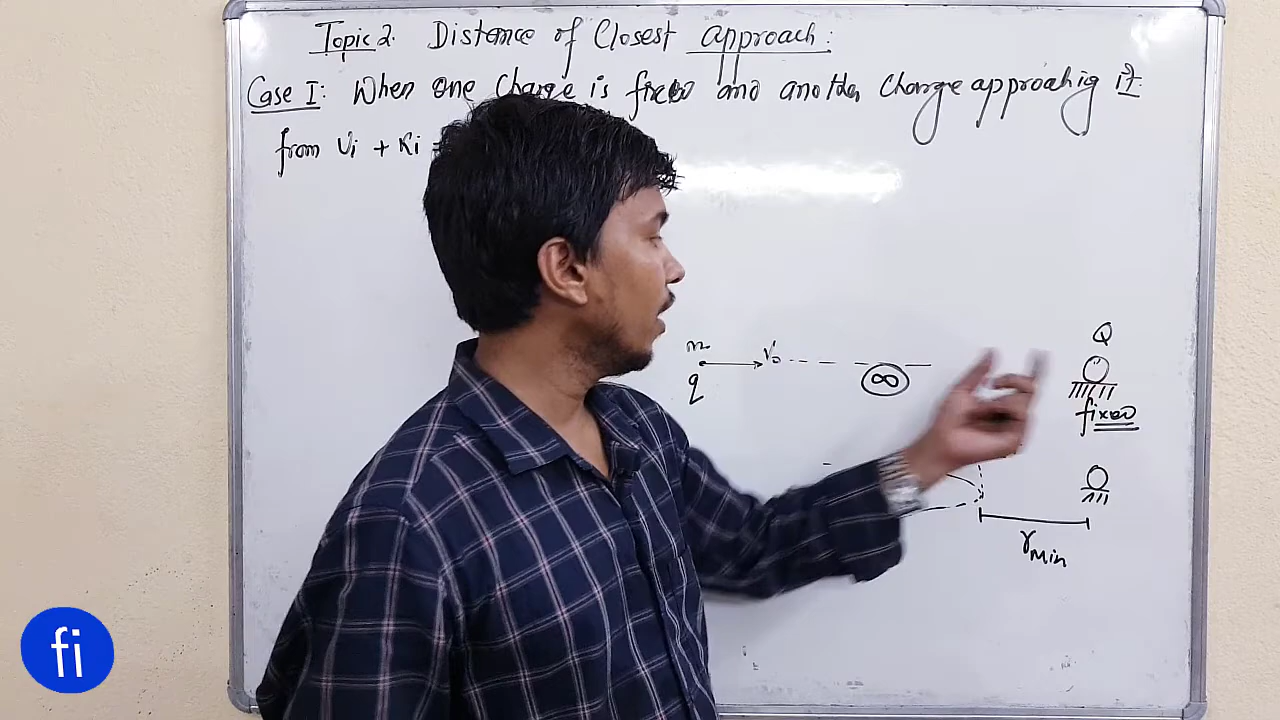 Topic 2. Distance of Closest approach:
Case I: When one Charge is fixed and another Charge approachig it.
from Ui + Ki =
m
v₀
q
∞
Q
fixed
rmin
fi